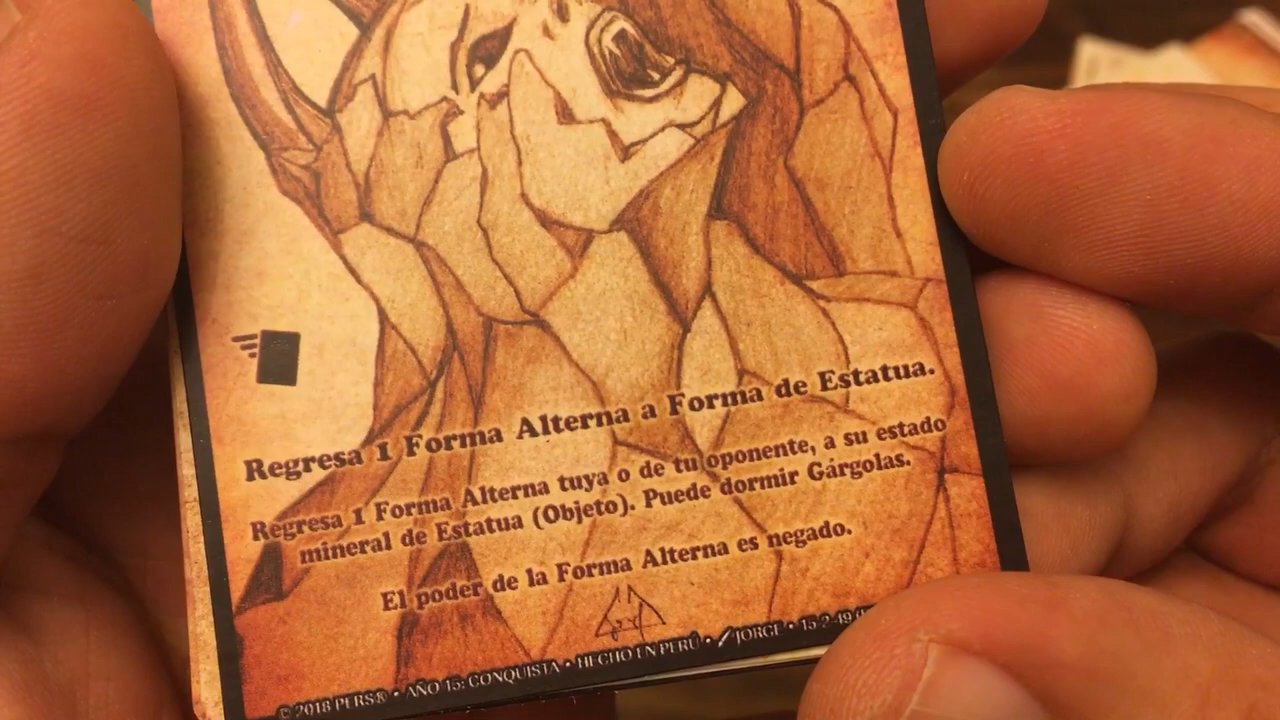 Regresa 1 Forma Alterna a Forma de Estatua.
Regresa 1 Forma Alterna tuya o de tu oponente, a su estado
mineral de Estatua (Objeto). Puede dormir Gárgolas.
El poder de la Forma Alterna es negado.
© 2018 PERS® • AÑO 15: CONQUISTA • HECHO EN PERÚ • JORGE • 15-2-49